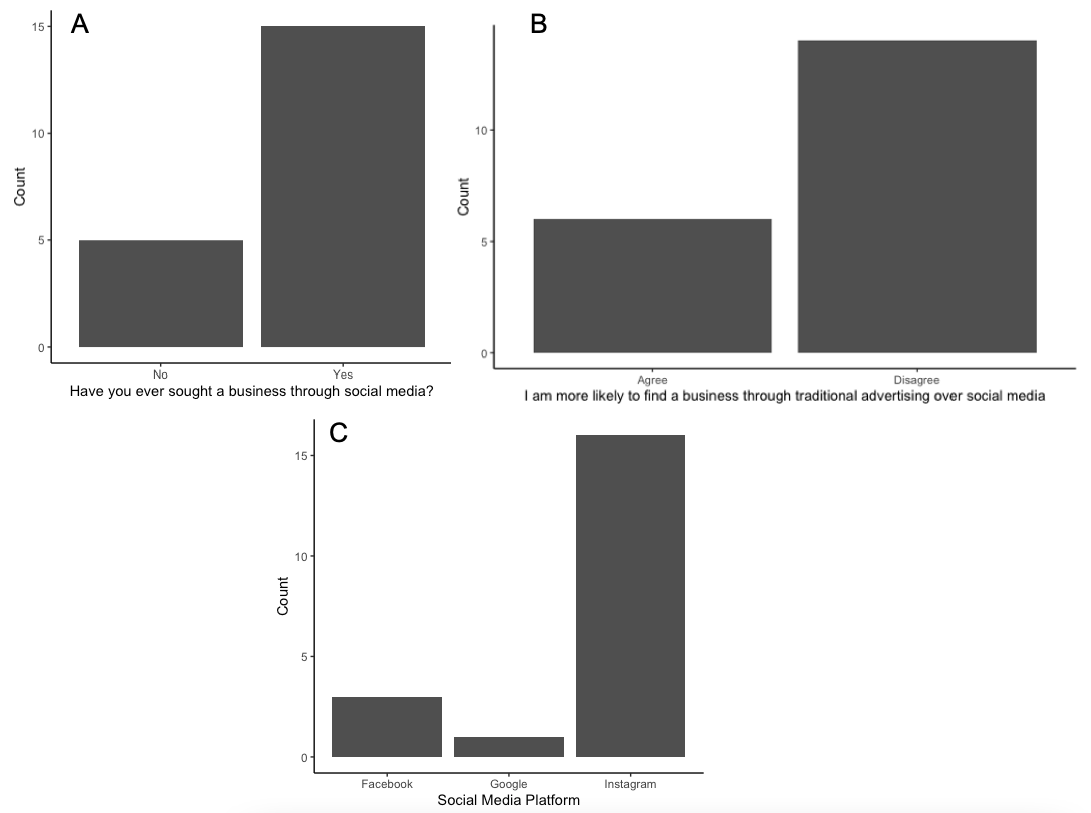 A
15
10
5
0
Count
No Yes
Have you ever sought a business through social media?
B
10
5
0
Count
Agree Disagree
I am more likely to find a business through traditional advertising over social media
C
15
10
5
0
Count
Facebook Google Instagram
Social Media Platform